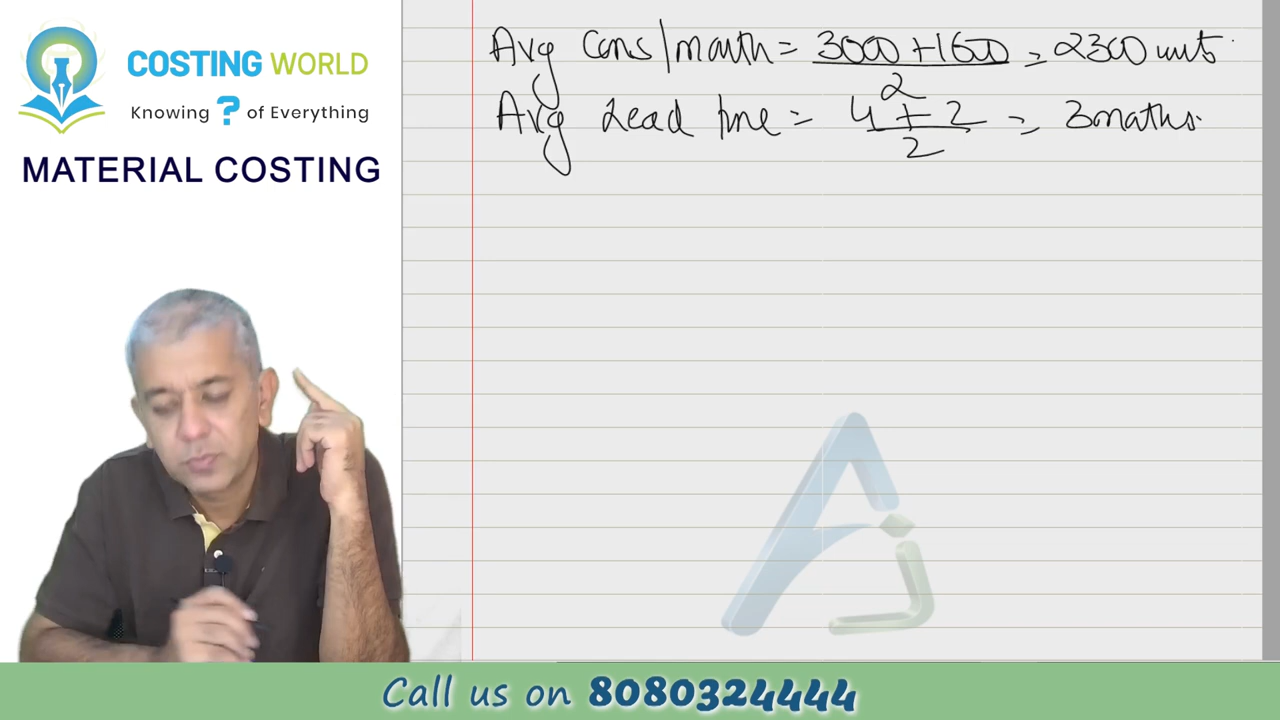 COSTING WORLD
Knowing ? of Everything
MATERIAL COSTING
Avg Cons/month = 3000 + 1600 = 2300 units
2
Avg Lead time = 4 + 2 = 3 months.
2
Call us on 8080324444